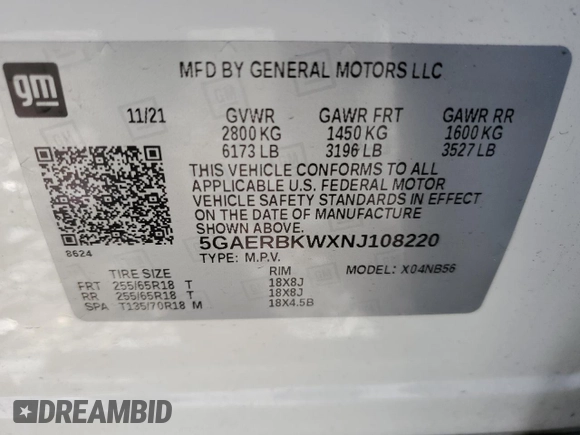 gm
MFD BY GENERAL MOTORS LLC
11/21 GVWR GAWR FRT GAWR RR
2800 KG 1450 KG 1600 KG
6173 LB 3196 LB 3527 LB
THIS VEHICLE CONFORMS TO ALL
APPLICABLE U.S. FEDERAL MOTOR
VEHICLE SAFETY STANDARDS IN EFFECT
ON THE DATE OF MANUFACTURE
SHOWN ABOVE.
8624
5GAERBKWXNJ108220
TYPE: M.P.V. MODEL: X04NB56
TIRE SIZE RIM
FRT 255/65R18 T 18X8J
RR 255/65R18 T 18X8J
SPA T135/70R18 M 18X4.5B
DREAMBID